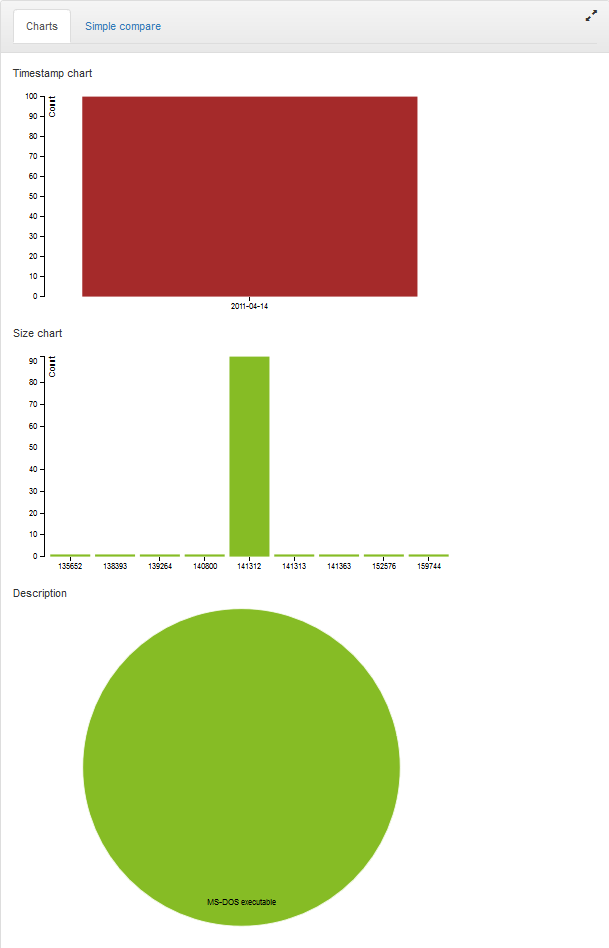 Charts Simple compare
Timestamp chart
100
90
80
70
60
50
40
30
20
10
0
Count
2011-04-14
Size chart
90
80
70
60
50
40
30
20
10
0
Count
135652 138393 139264 140800 141312 141313 141363 152576 159744
Description
MS-DOS executable